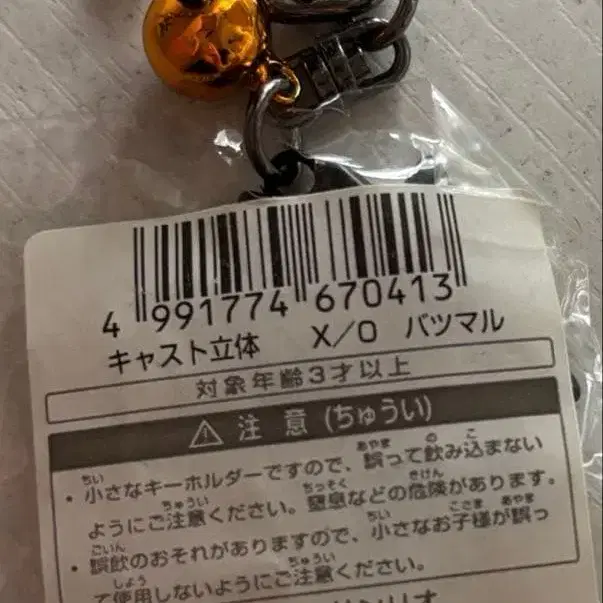 4 991774 670413
キャスト立体 X/O バツマル
対象年齢3才以上
⚠ 注意 (ちゅうい)
・小さなキーホルダーですので、誤って飲み込まない
ようにご注意ください。窒息などの危険があります。
・誤飲のおそれがありますので、小さなお子様が誤っ
て使用しないようにご注意ください。